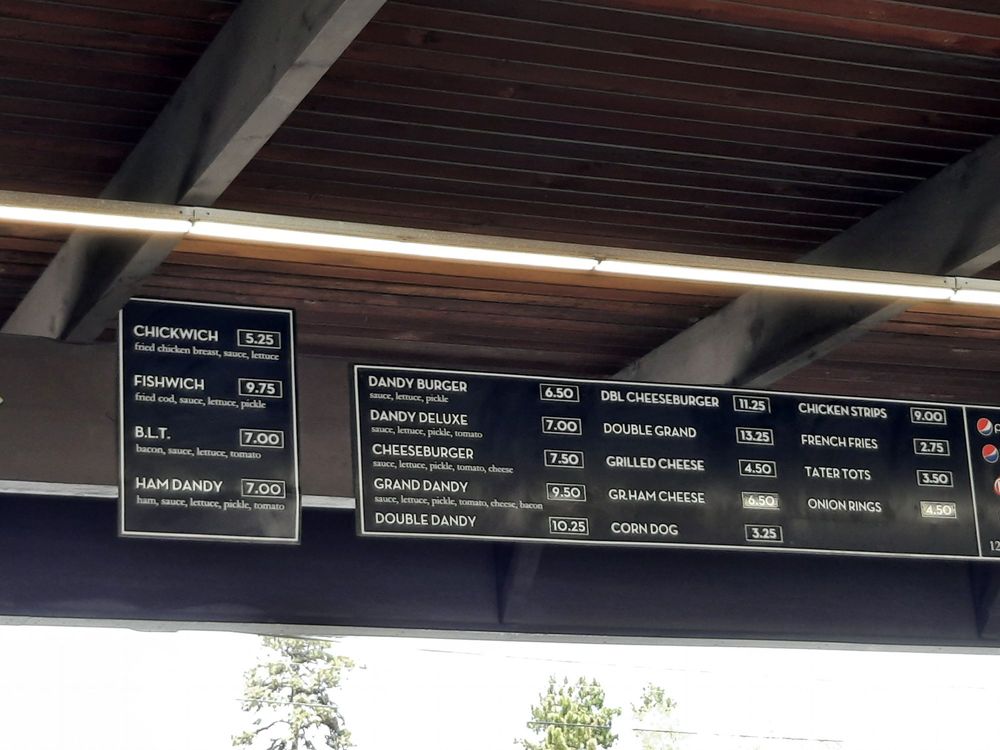 CHICKWICH 5.25
fried chicken breast, sauce, lettuce
FISHWICH 9.75
fried cod, sauce, lettuce, pickle
B.L.T. 7.00
bacon, sauce, lettuce, tomato
HAM DANDY 7.00
ham, sauce, lettuce, pickle, tomato
DANDY BURGER 6.50
sauce, lettuce, pickle
DANDY DELUXE 7.00
sauce, lettuce, pickle, tomato
CHEESEBURGER 7.50
sauce, lettuce, pickle, tomato, cheese
GRAND DANDY 9.50
sauce, lettuce, pickle, tomato, cheese, bacon
DOUBLE DANDY 10.25
DBL CHEESEBURGER 11.25
DOUBLE GRAND 13.25
GRILLED CHEESE 4.50
GR.HAM CHEESE 6.50
CORN DOG 3.25
CHICKEN STRIPS 9.00
FRENCH FRIES 2.75
TATER TOTS 3.50
ONION RINGS 4.50
12